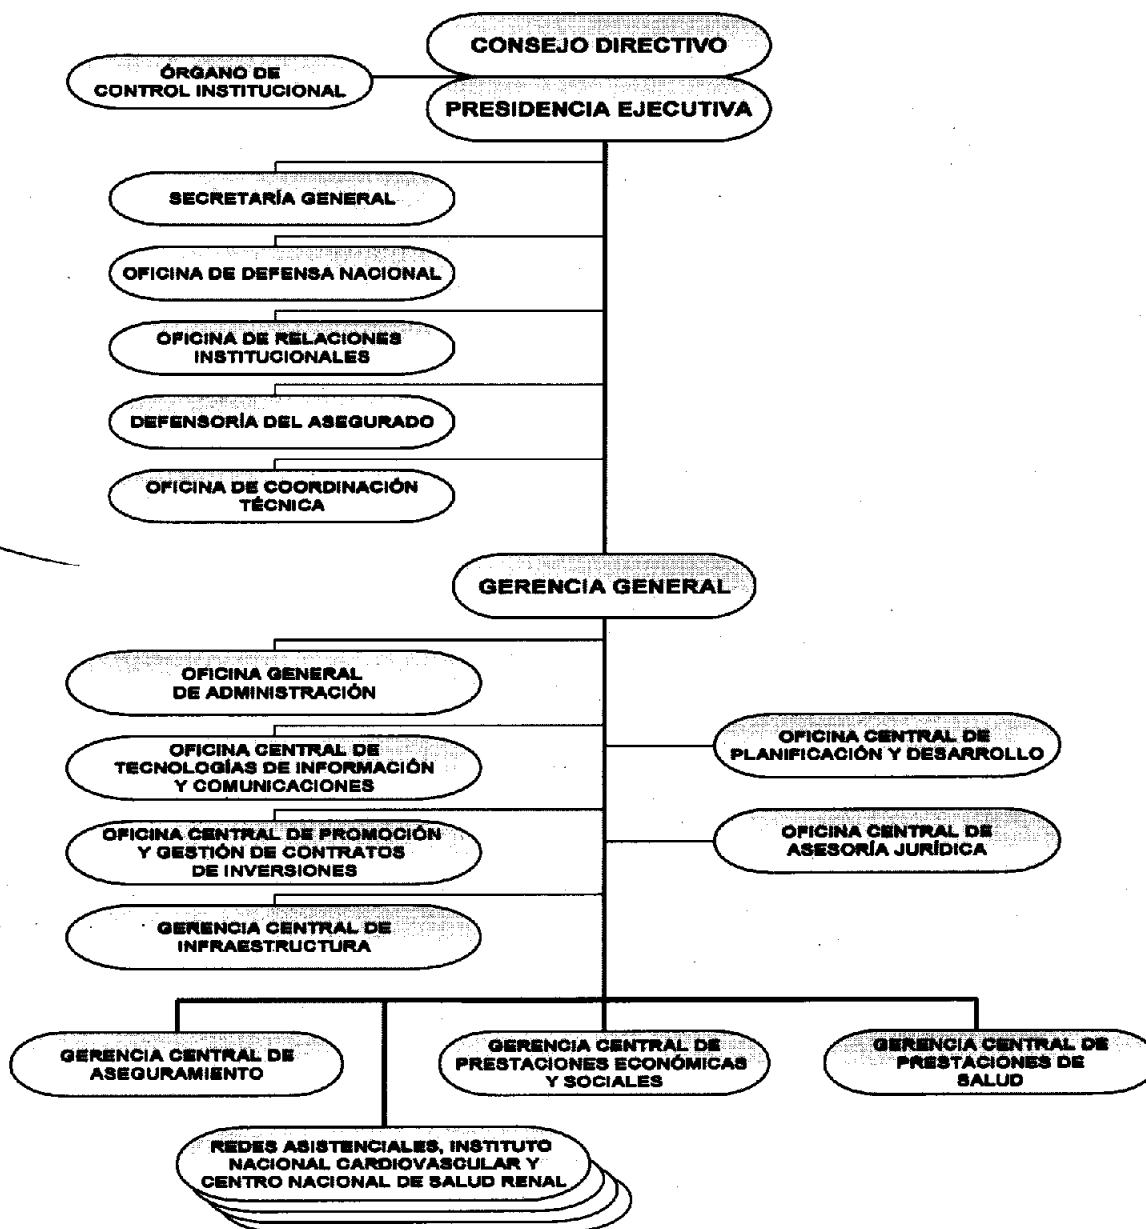 CONSEJO DIRECTIVO
ÓRGANO DE
CONTROL INSTITUCIONAL
PRESIDENCIA EJECUTIVA
SECRETARÍA GENERAL
OFICINA DE DEFENSA NACIONAL
OFICINA DE RELACIONES
INSTITUCIONALES
DEFENSORÍA DEL ASEGURADO
OFICINA DE COORDINACIÓN
TÉCNICA
GERENCIA GENERAL
OFICINA GENERAL
DE ADMINISTRACIÓN
OFICINA CENTRAL DE
TECNOLOGÍAS DE INFORMACIÓN
Y COMUNICACIONES
OFICINA CENTRAL DE
PLANIFICACIÓN Y DESARROLLO
OFICINA CENTRAL DE PROMOCIÓN
Y GESTIÓN DE CONTRATOS
DE INVERSIONES
OFICINA CENTRAL DE
ASESORÍA JURÍDICA
GERENCIA CENTRAL DE
INFRAESTRUCTURA
GERENCIA CENTRAL DE
ASEGURAMIENTO
GERENCIA CENTRAL DE
PRESTACIONES ECONÓMICAS
Y SOCIALES
GERENCIA CENTRAL DE
PRESTACIONES DE
SALUD
REDES ASISTENCIALES, INSTITUTO
NACIONAL CARDIOVASCULAR Y
CENTRO NACIONAL DE SALUD RENAL